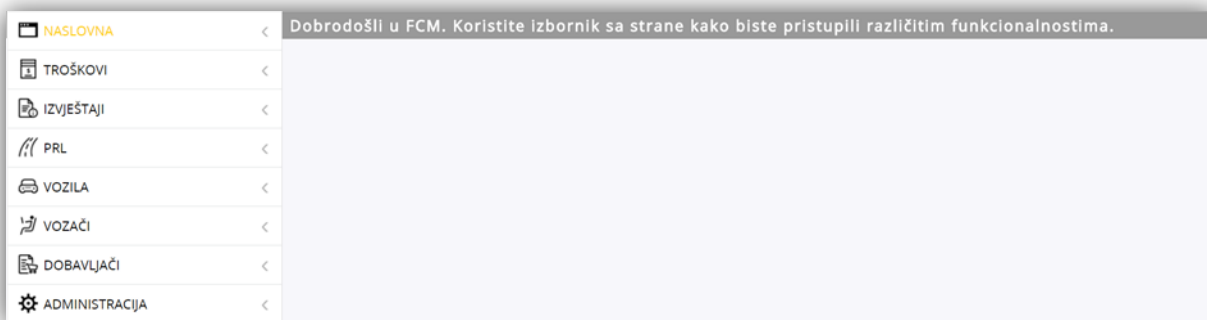 NASLOVNA
Dobrodošli u FCM. Koristite izbornik sa strane kako biste pristupili različitim funkcionalnostima.
TROŠKOVI
IZVJEŠTAJI
PRL
VOZILA
VOZAČI
DOBAVLJAČI
ADMINISTRACIJA